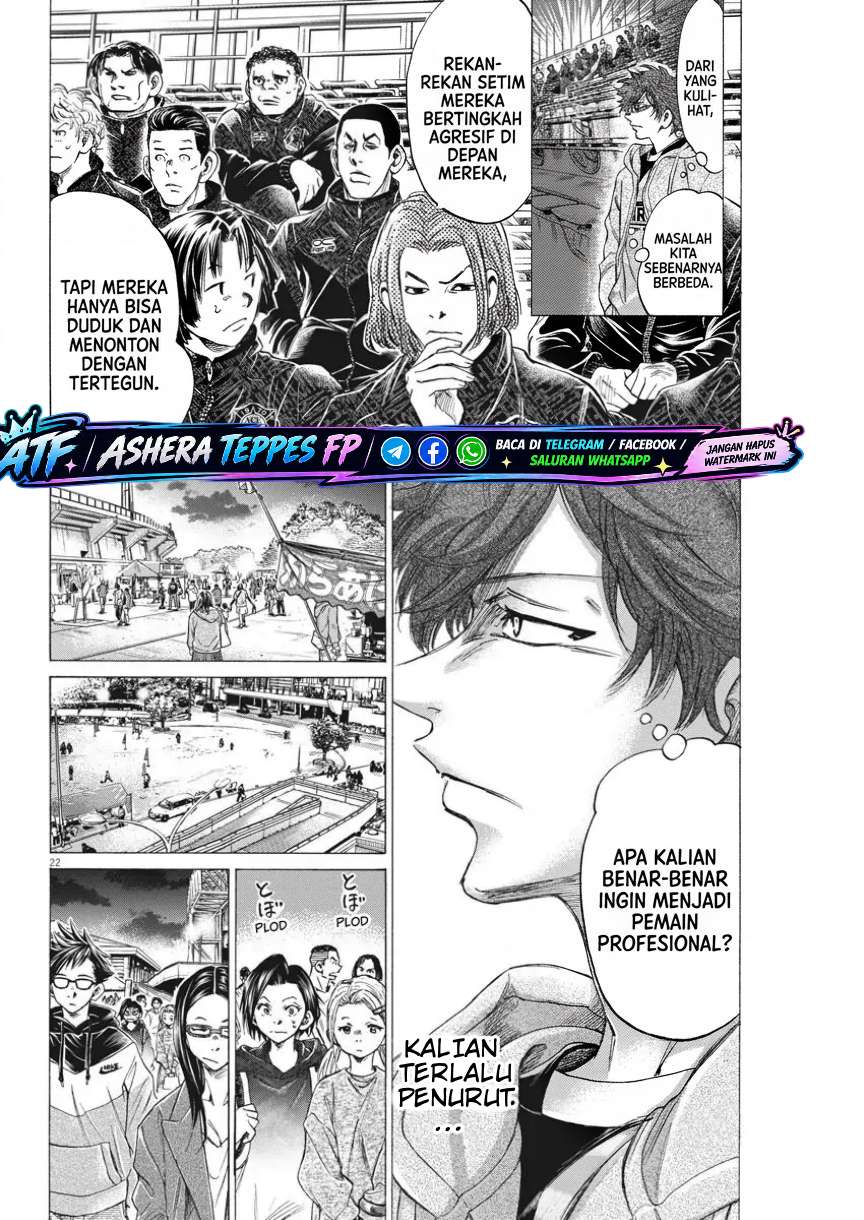 DARI
YANG
KULI-
HAT,
MASALAH
KITA
SEBENARNYA
BERBEDA.
REKAN-
REKAN SETIM
MEREKA
BERTINGKAH
AGRESIF DI
DEPAN
MEREKA,
TAPI MEREKA
HANYA BISA
DUDUK DAN
MENONTON
DENGAN
TERTEGUN.
ATF
ASHERA TEPPES FP
BACA DI TELEGRAM / FACEBOOK /
SALURAN WHATSAPP
JANGAN HAPUS
WATERMARK INI
APA KALIAN
BENAR-BENAR
INGIN MENJADI
PEMAIN
PROFESIONAL?
KALIAN
TERLALU
PENURUT.
...
22
とぼ
PLOD
とぼ
PLOD